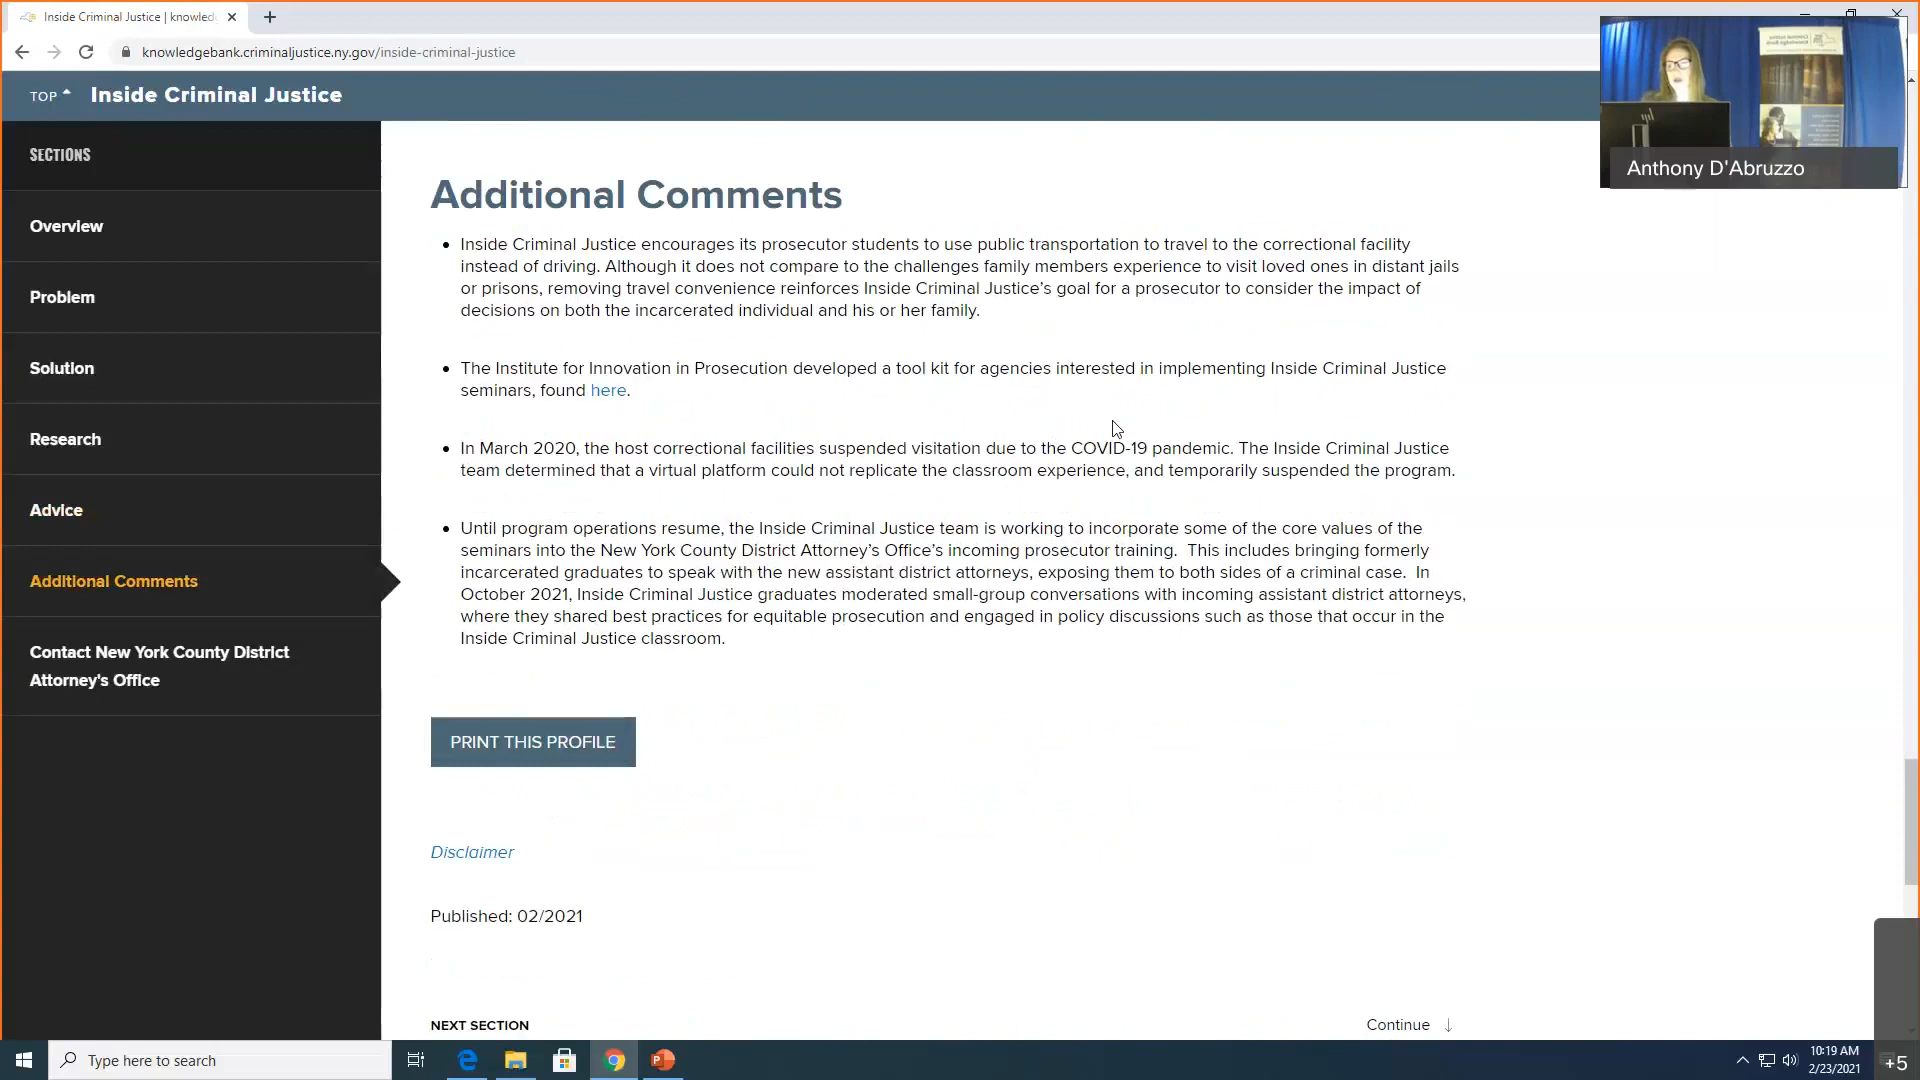 Inside Criminal Justice | knowled
knowledgebank.criminaljustice.ny.gov/inside-criminal-justice
TOP Inside Criminal Justice
Anthony D'Abruzzo
SECTIONS
Overview
Problem
Solution
Research
Advice
Additional Comments
Contact New York County District
Attorney's Office
Additional Comments
• Inside Criminal Justice encourages its prosecutor students to use public transportation to travel to the correctional facility
instead of driving. Although it does not compare to the challenges family members experience to visit loved ones in distant jails
or prisons, removing travel convenience reinforces Inside Criminal Justice’s goal for a prosecutor to consider the impact of
decisions on both the incarcerated individual and his or her family.
• The Institute for Innovation in Prosecution developed a tool kit for agencies interested in implementing Inside Criminal Justice
seminars, found here.
• In March 2020, the host correctional facilities suspended visitation due to the COVID-19 pandemic. The Inside Criminal Justice
team determined that a virtual platform could not replicate the classroom experience, and temporarily suspended the program.
• Until program operations resume, the Inside Criminal Justice team is working to incorporate some of the core values of the
seminars into the New York County District Attorney’s Office’s incoming prosecutor training. This includes bringing formerly
incarcerated graduates to speak with the new assistant district attorneys, exposing them to both sides of a criminal case. In
October 2021, Inside Criminal Justice graduates moderated small-group conversations with incoming assistant district attorneys,
where they shared best practices for equitable prosecution and engaged in policy discussions such as those that occur in the
Inside Criminal Justice classroom.
PRINT THIS PROFILE
Disclaimer
Published: 02/2021
NEXT SECTION
Continue ↓
Type here to search
10:19 AM
2/23/2021
+5